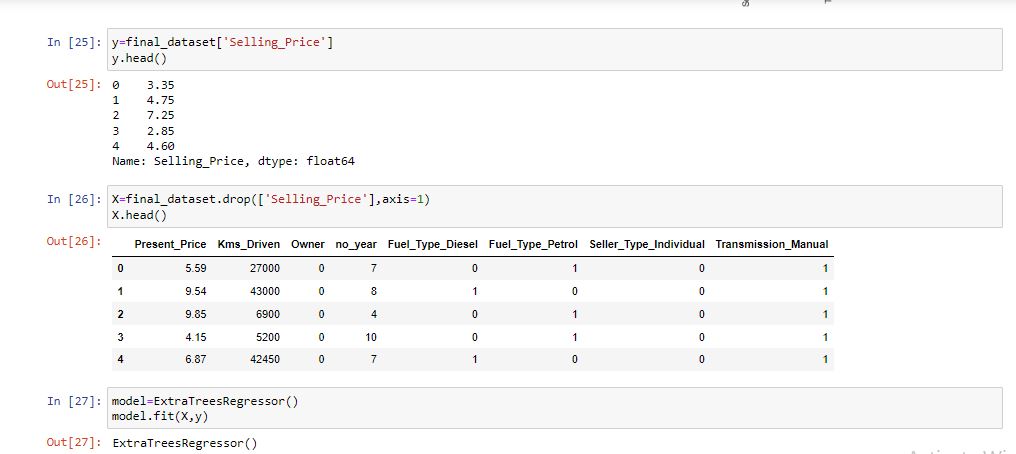 In [25]: y=final_dataset['Selling_Price']
y.head()
Out[25]: 0 3.35
1 4.75
2 7.25
3 2.85
4 4.60
Name: Selling_Price, dtype: float64
In [26]: X=final_dataset.drop(['Selling_Price'],axis=1)
X.head()
Out[26]:
Present_Price Kms_Driven Owner no_year Fuel_Type_Diesel Fuel_Type_Petrol Seller_Type_Individual Transmission_Manual
0 5.59 27000 0 7 0 1 0 1
1 9.54 43000 0 8 1 0 0 1
2 9.85 6900 0 4 0 1 0 1
3 4.15 5200 0 10 0 1 0 1
4 6.87 42450 0 7 1 0 0 1
In [27]: model=ExtraTreesRegressor()
model.fit(X,y)
Out[27]: ExtraTreesRegressor()